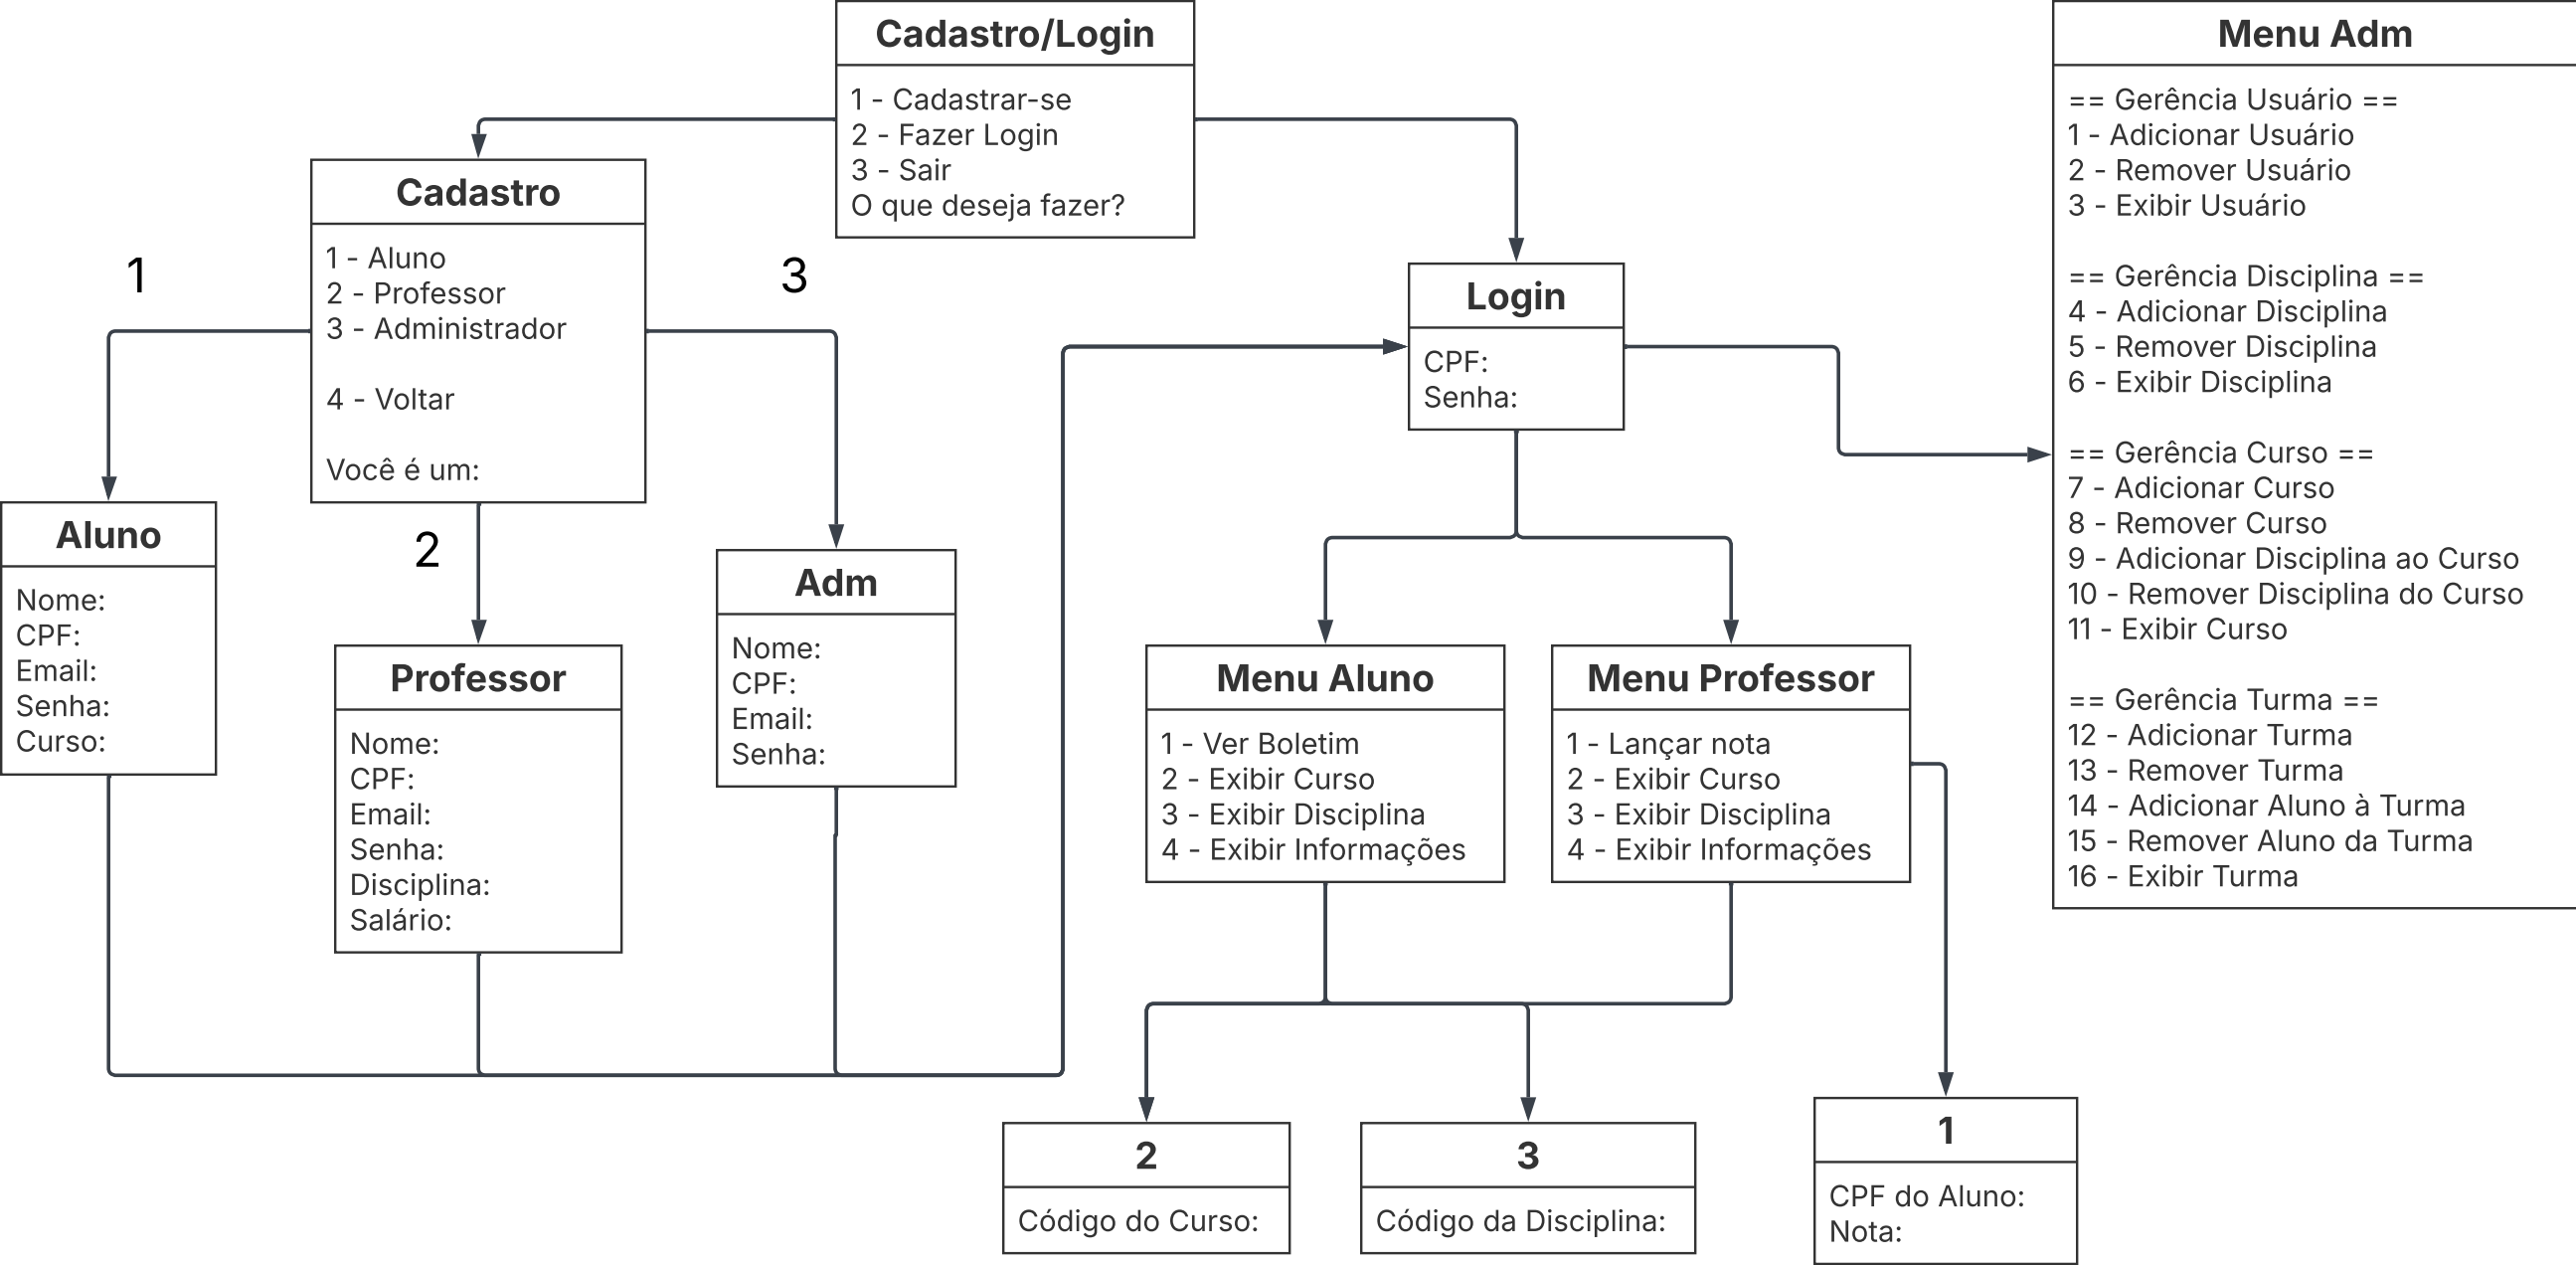 Cadastro/Login
1 - Cadastrar-se
2 - Fazer Login
3 - Sair
O que deseja fazer?
Cadastro
1 - Aluno
2 - Professor
3 - Administrador
4 - Voltar
Você é um:
1
3
2
Aluno
Nome:
CPF:
Email:
Senha:
Curso:
Professor
Nome:
CPF:
Email:
Senha:
Disciplina:
Salário:
Adm
Nome:
CPF:
Email:
Senha:
Login
CPF:
Senha:
Menu Aluno
1 - Ver Boletim
2 - Exibir Curso
3 - Exibir Disciplina
4 - Exibir Informações
Menu Professor
1 - Lançar nota
2 - Exibir Curso
3 - Exibir Disciplina
4 - Exibir Informações
2
Código do Curso:
3
Código da Disciplina:
1
CPF do Aluno:
Nota:
Menu Adm
== Gerência Usuário ==
1 - Adicionar Usuário
2 - Remover Usuário
3 - Exibir Usuário
== Gerência Disciplina ==
4 - Adicionar Disciplina
5 - Remover Disciplina
6 - Exibir Disciplina
== Gerência Curso ==
7 - Adicionar Curso
8 - Remover Curso
9 - Adicionar Disciplina ao Curso
10 - Remover Disciplina do Curso
11 - Exibir Curso
== Gerência Turma ==
12 - Adicionar Turma
13 - Remover Turma
14 - Adicionar Aluno à Turma
15 - Remover Aluno da Turma
16 - Exibir Turma